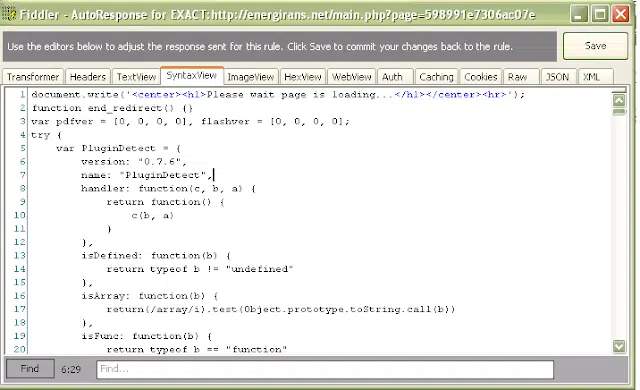 Fiddler - AutoResponse for EXACT:http://energirans.net/main.php?page=598991e7306ac07e
Use the editors below to adjust the response sent for this rule. Click Save to commit your changes back to the rule.
Save
Transformer Headers TextView SyntaxView ImageView HexView WebView Auth Caching Cookies Raw JSON XML
1 document.write('<center><h1>Please wait page is loading...</h1></center><hr>');
2 function end_redirect() {}
3 var pdfver = [0, 0, 0, 0], flashver = [0, 0, 0, 0];
4 try {
5 var PluginDetect = {
6 version: "0.7.6",
7 name: "PluginDetect",
8 handler: function(c, b, a) {
9 return function() {
10 c(b, a)
11 }
12 },
13 isDefined: function(b) {
14 return typeof b != "undefined"
15 },
16 isArray: function(b) {
17 return(/array/i).test(Object.prototype.toString.call(b))
18 },
19 isFunc: function(b) {
20 return typeof b == "function"
Find 6:29 Find...